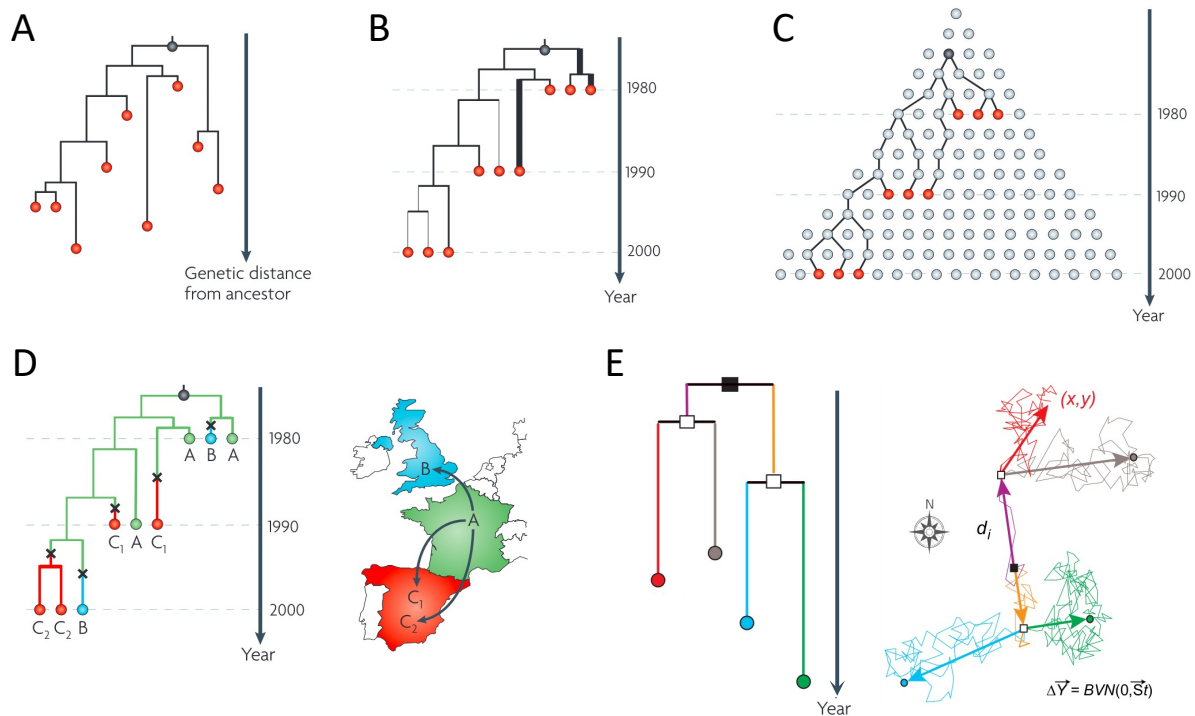 A
Genetic distance
from ancestor
B
1980
1990
2000
Year
C
1980
1990
2000
Year
D
A B A
1980
C₁ A C₁
1990
C₂ C₂ B
2000
Year
B
A
C₁
C₂
E
Year
(x,y)
N
dᵢ
ΔY⃗ = BVN(0,S⃗t)